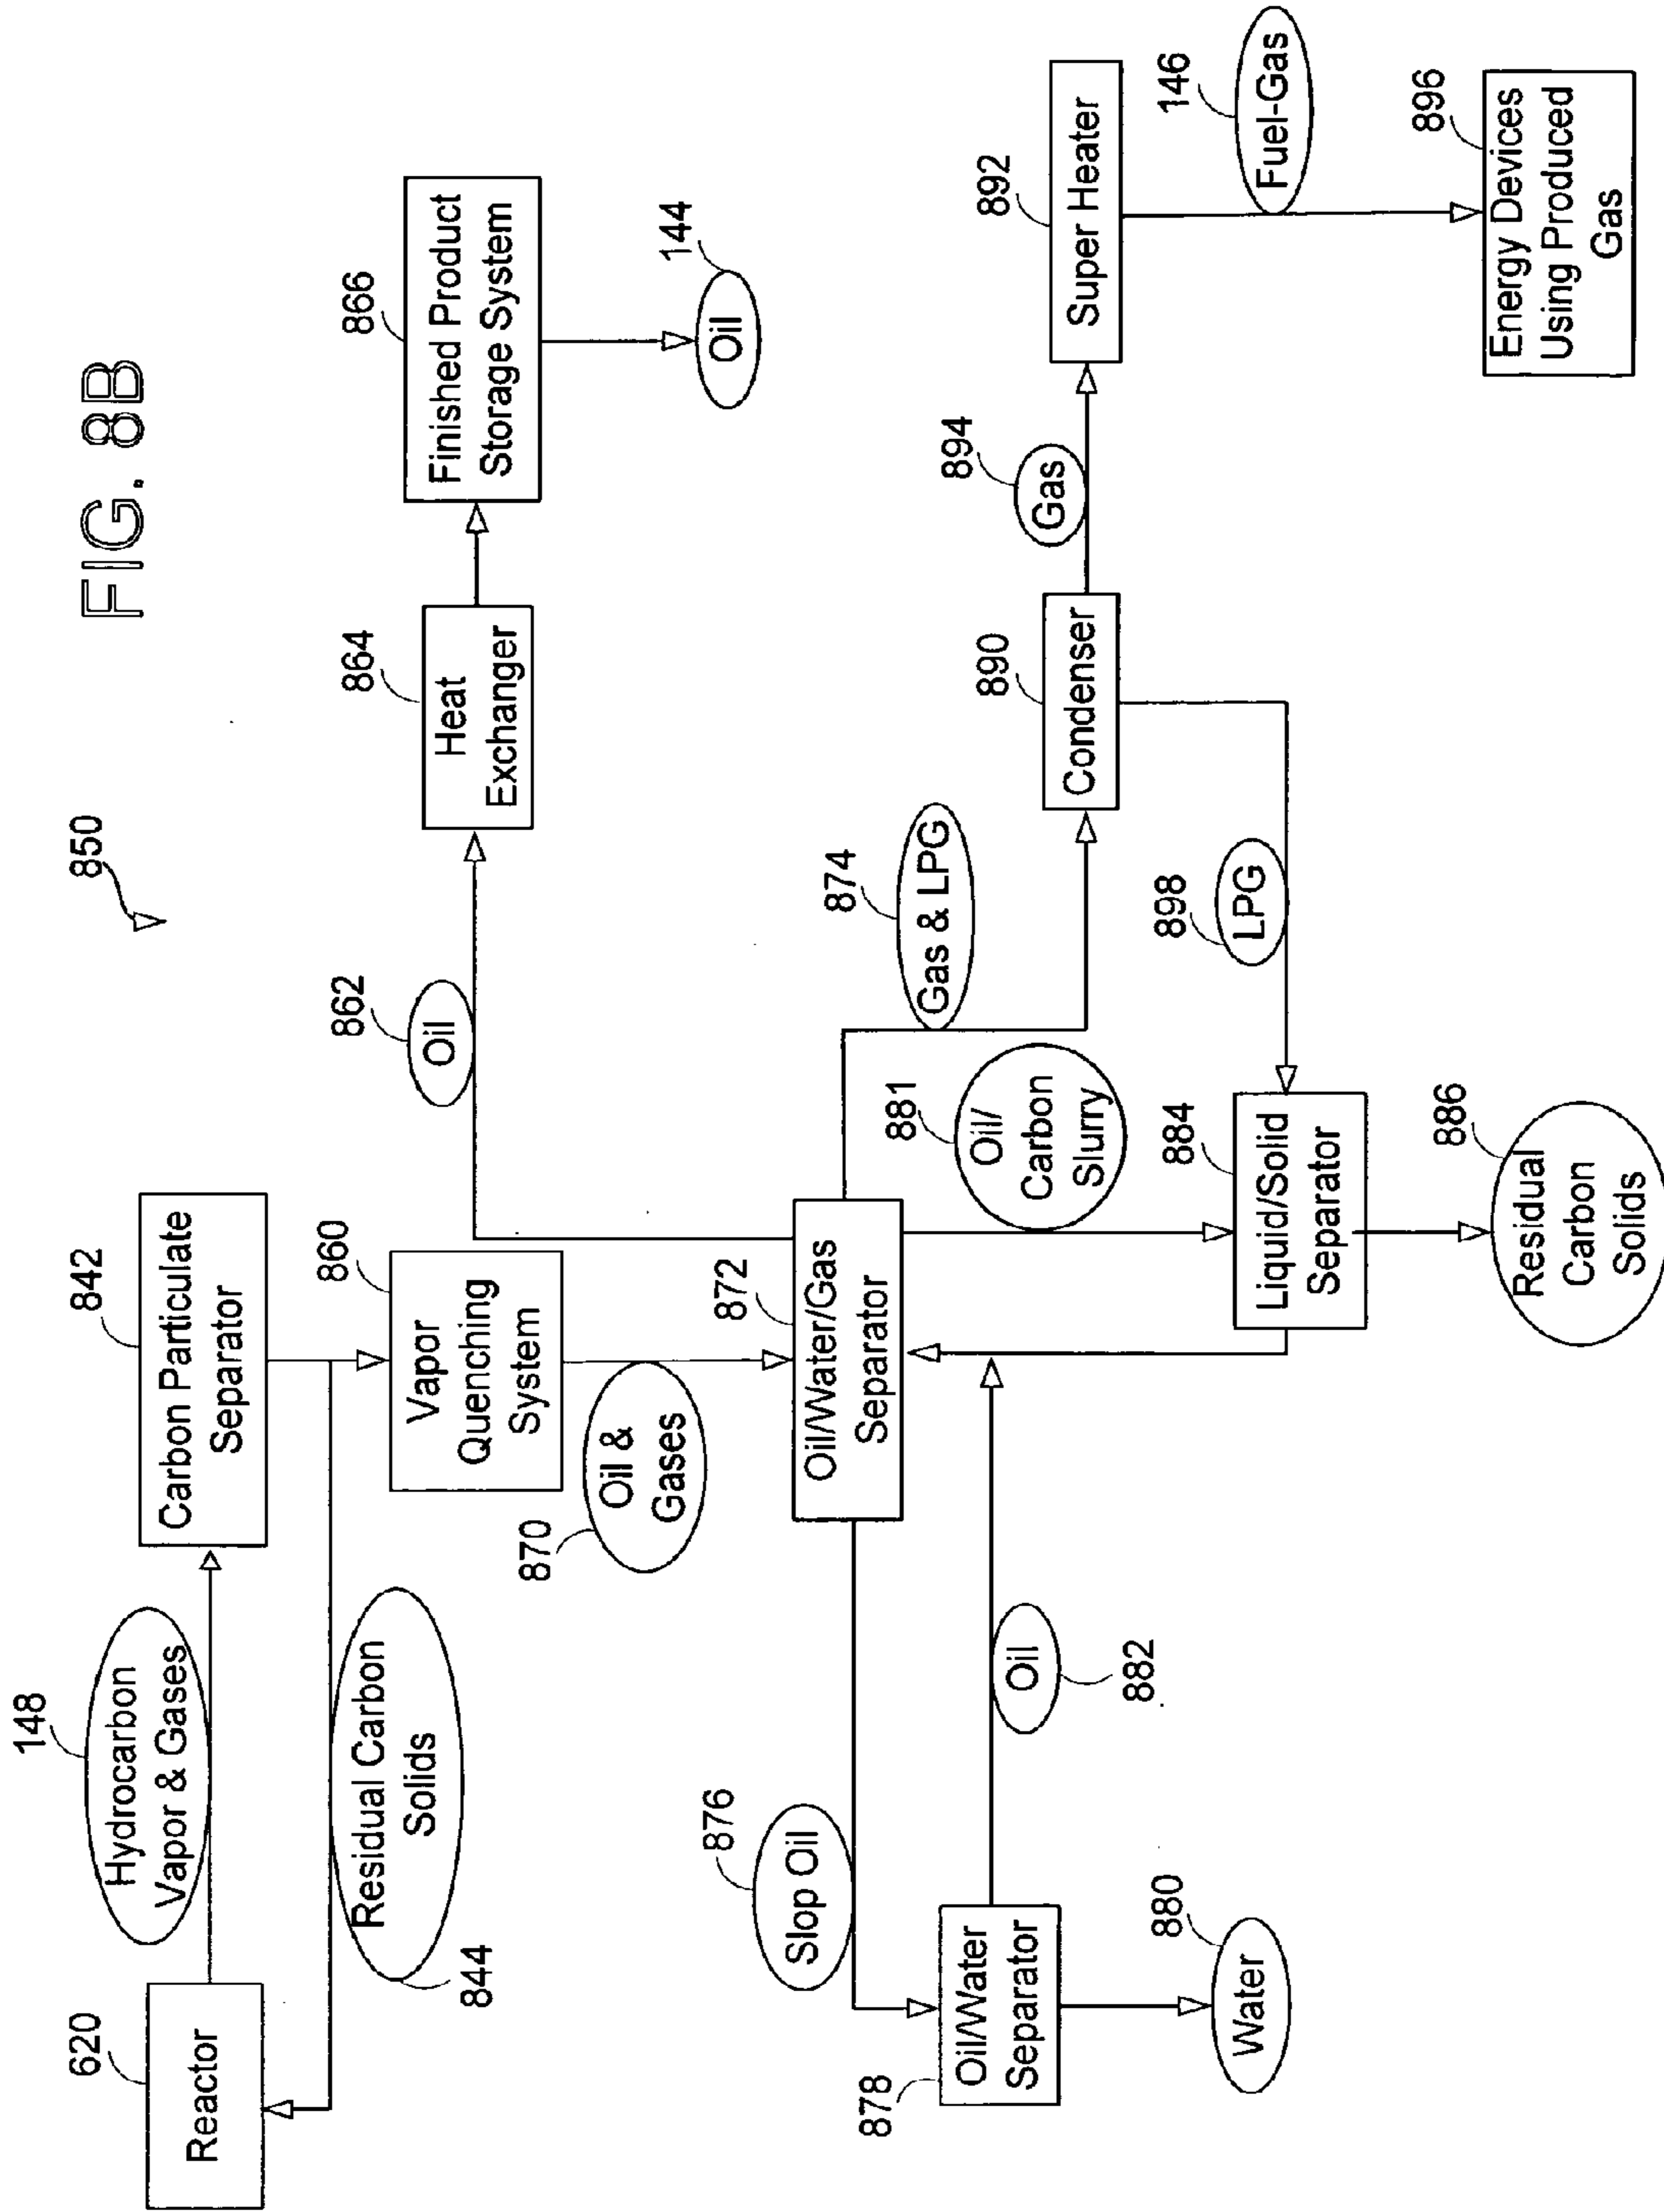 FIG. 8B
850
620
Reactor
148
Hydrocarbon
Vapor & Gases
842
Carbon Particulate
Separator
Residual Carbon
Solids
844
860
Vapor
Quenching
System
870
Oil &
Gases
862
Oil
864
Heat
Exchanger
866
Finished Product
Storage System
144
Oil
872
Oil/Water/Gas
Separator
874
Gas & LPG
876
Slop Oil
878
Oil/Water
Separator
880
Water
Oil
882
881
Oil/
Carbon
Slurry
884
Liquid/Solid
Separator
886
Residual
Carbon
Solids
890
Condenser
898
LPG
894
Gas
892
Super Heater
146
Fuel-Gas
896
Energy Devices
Using Produced
Gas